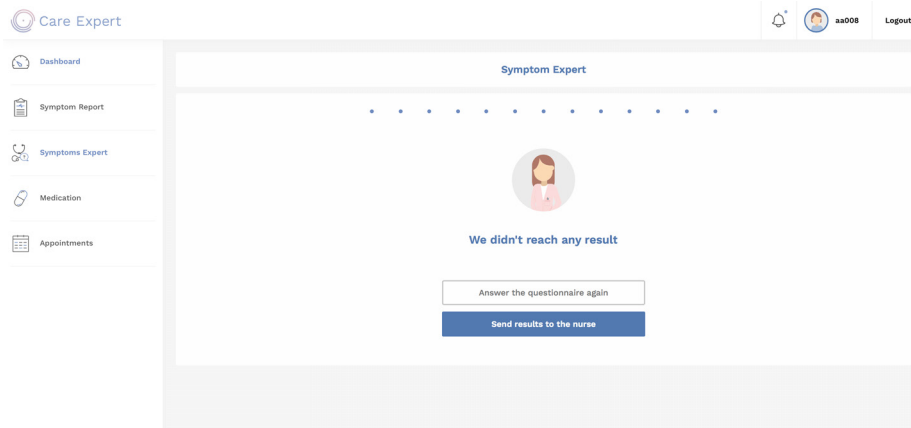 Care Expert
aa008
Logout
Dashboard
Symptom Report
Symptoms Expert
Medication
Appointments
Symptom Expert
We didn't reach any result
Answer the questionnaire again
Send results to the nurse